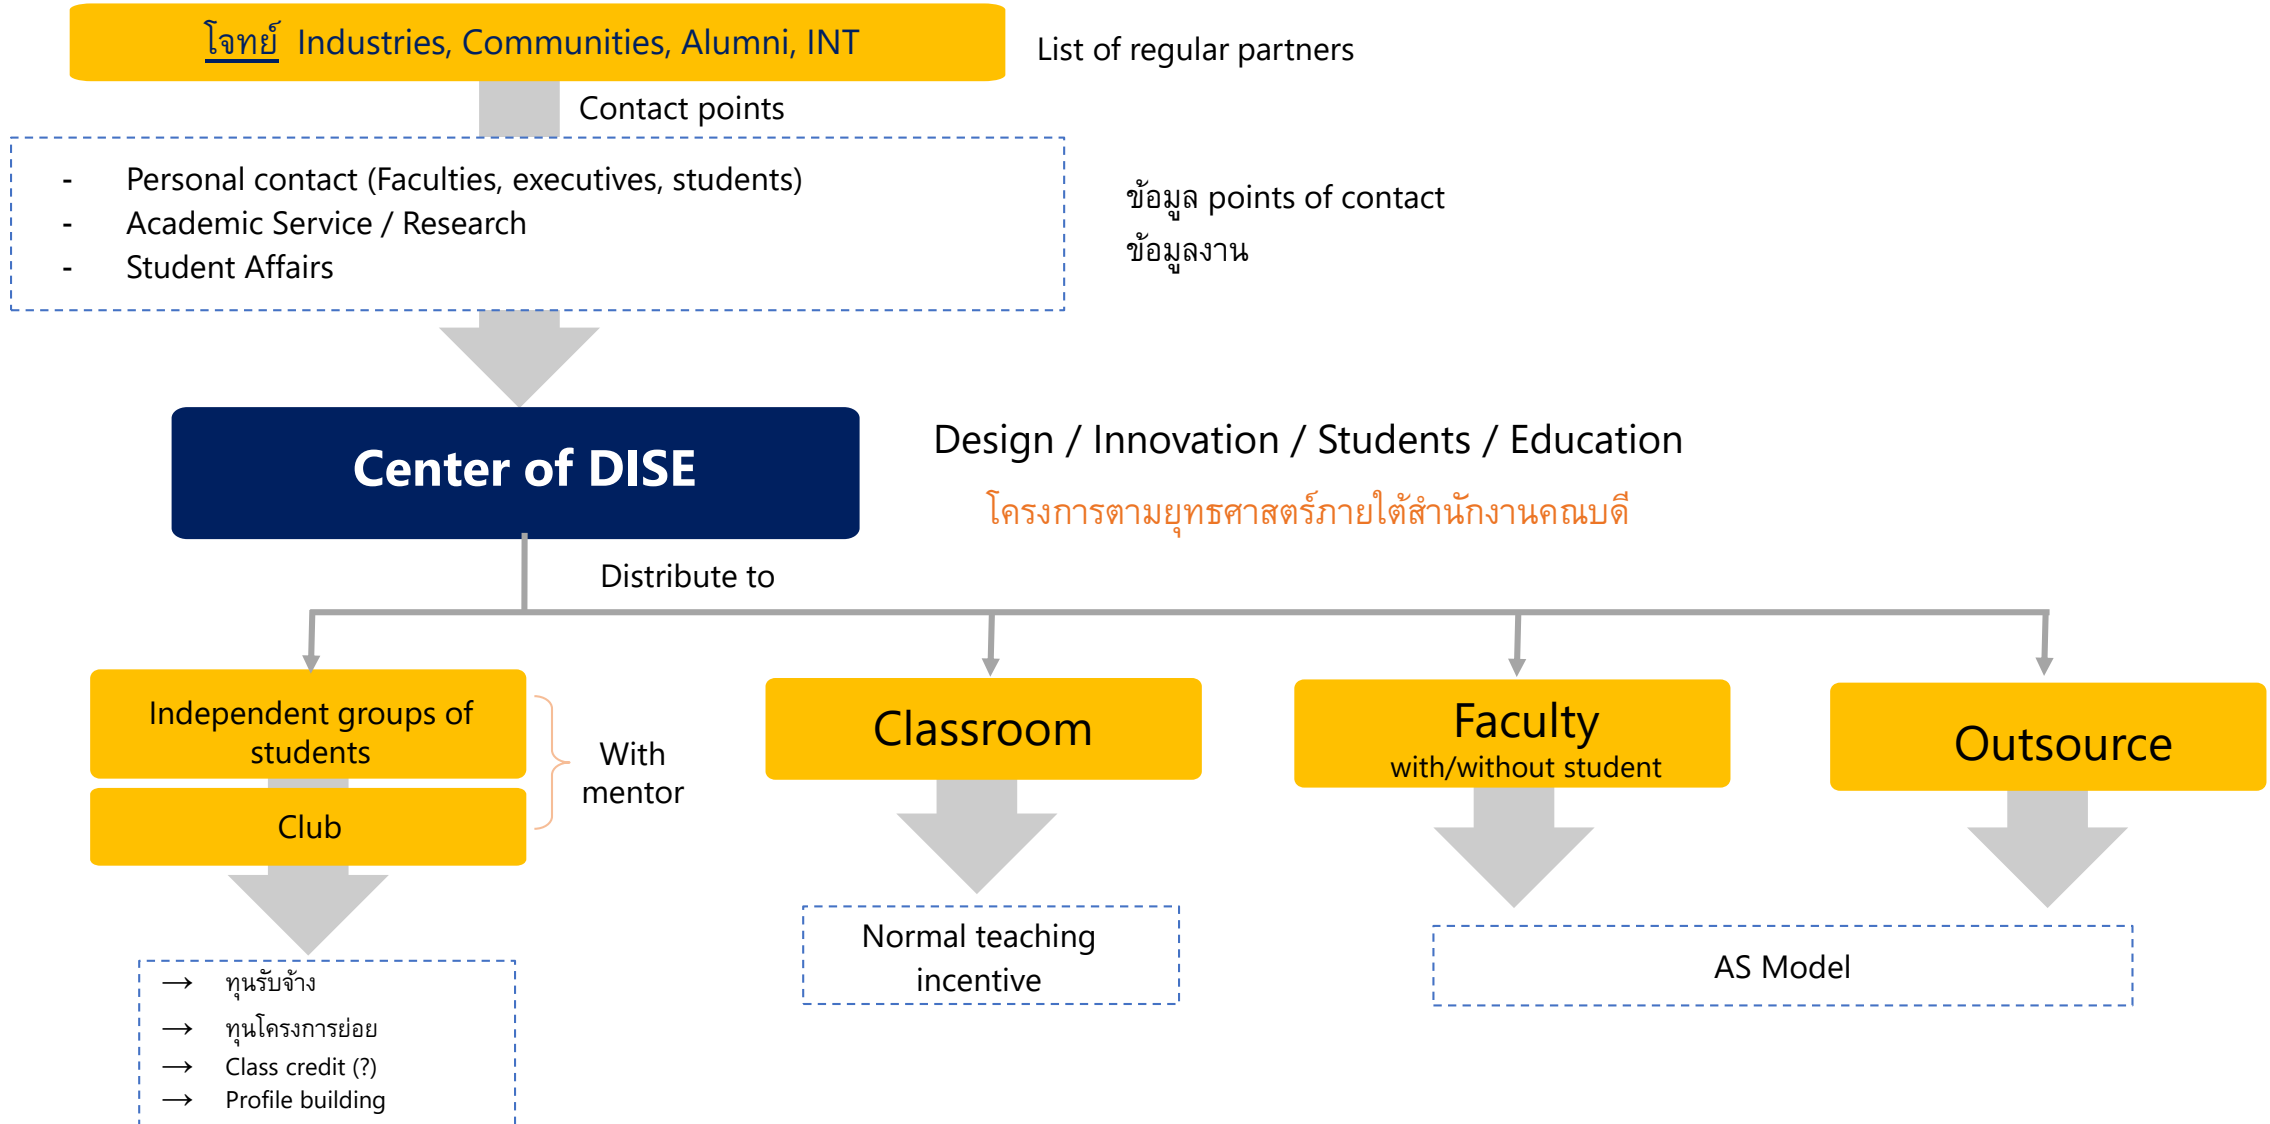 โจทย์ Industries, Communities, Alumni, INT
List of regular partners
Contact points
- Personal contact (Faculties, executives, students)
- Academic Service / Research
- Student Affairs
ข้อมูล points of contact
ข้อมูลงาน
Center of DISE
Design / Innovation / Students / Education
โครงการตามยุทธศาสตร์ภายใต้สำนักงานคณบดี
Distribute to
Independent groups of
students
Club
With
mentor
Classroom
Faculty
with/without student
Outsource
→ ทุนรับจ้าง
→ ทุนโครงการย่อย
→ Class credit (?)
→ Profile building
Normal teaching
incentive
AS Model